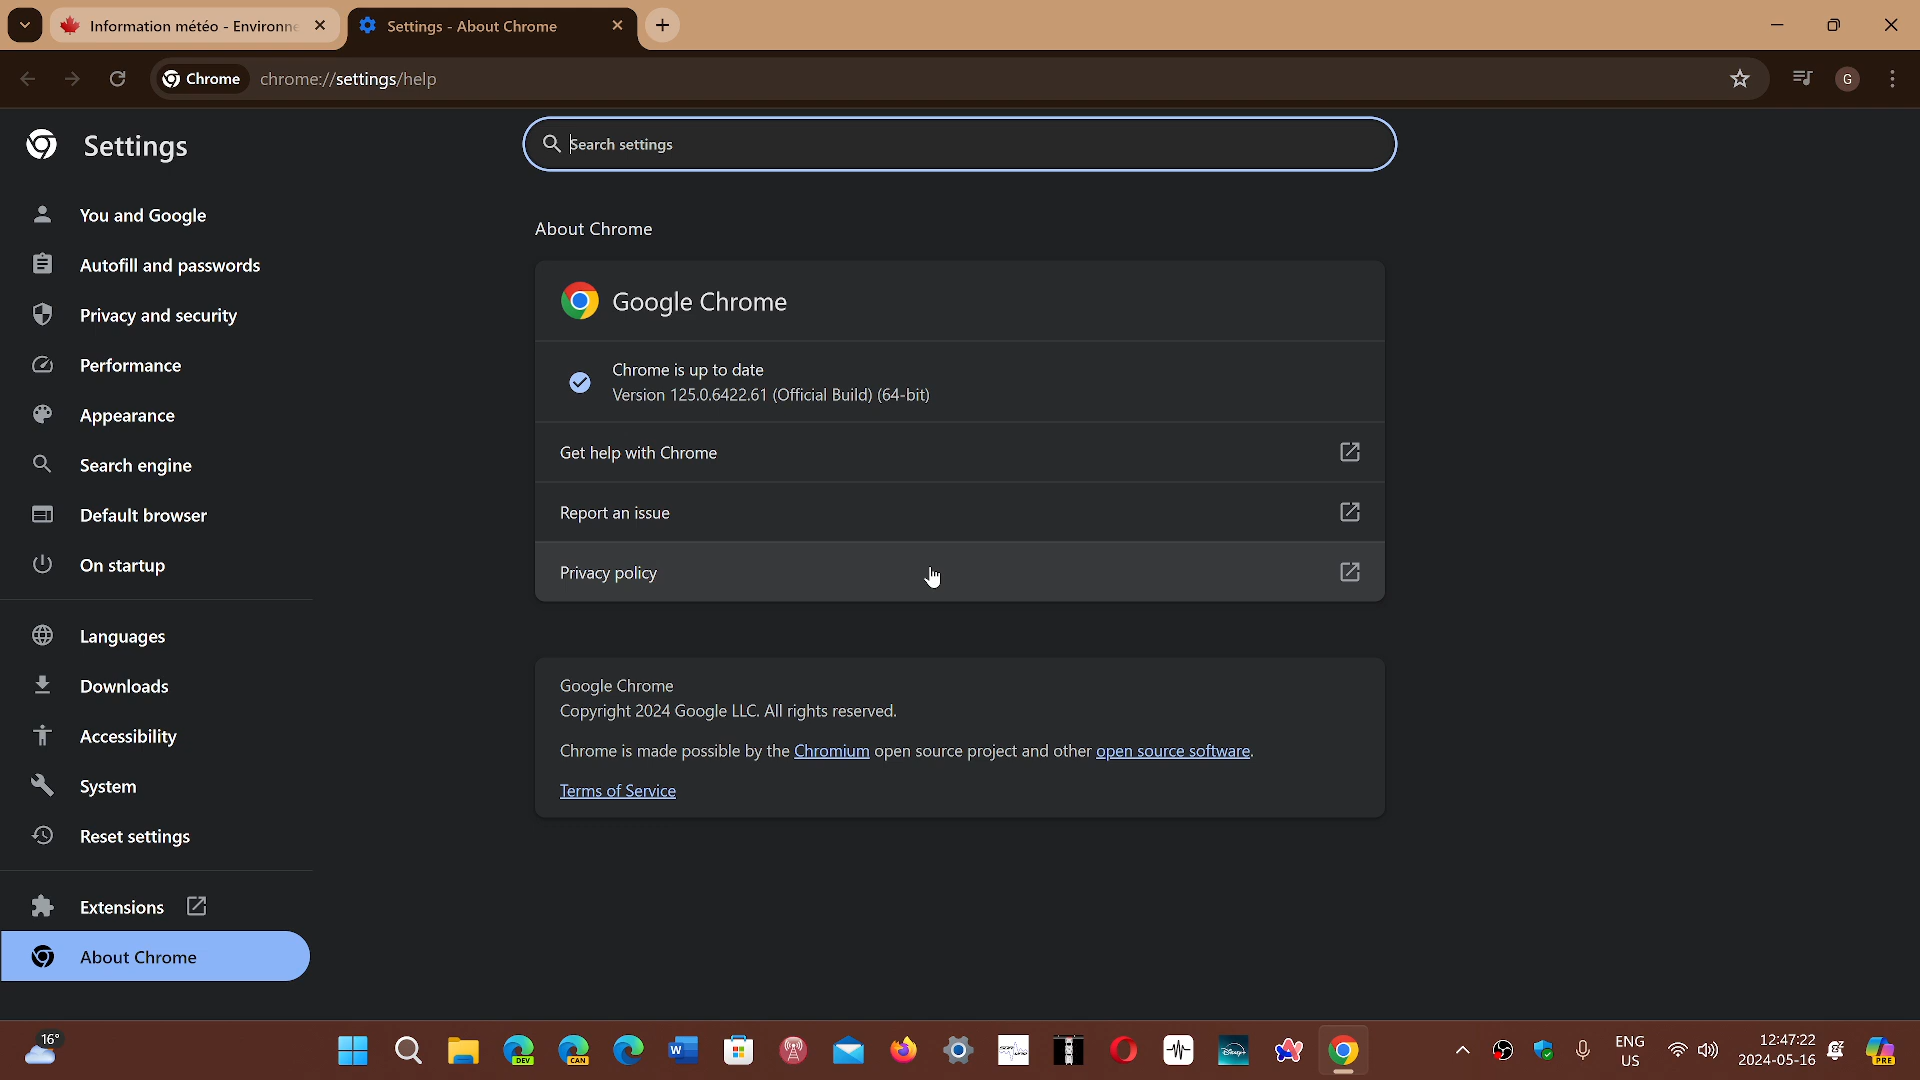 Information météo - Environne
Settings - About Chrome
Chrome
chrome://settings/help
G
Settings
Search settings
You and Google
Autofill and passwords
Privacy and security
Performance
Appearance
Search engine
Default browser
On startup
Languages
Downloads
Accessibility
System
Reset settings
Extensions
About Chrome
About Chrome
Google Chrome
Chrome is up to date
Version 125.0.6422.61 (Official Build) (64-bit)
Get help with Chrome
Report an issue
Privacy policy
Google Chrome
Copyright 2024 Google LLC. All rights reserved.
Chrome is made possible by the Chromium open source project and other open source software.
Terms of Service
16°
DEV
CAN
W
Disney+
ENG
US
12:47:22
2024-05-16
PRE